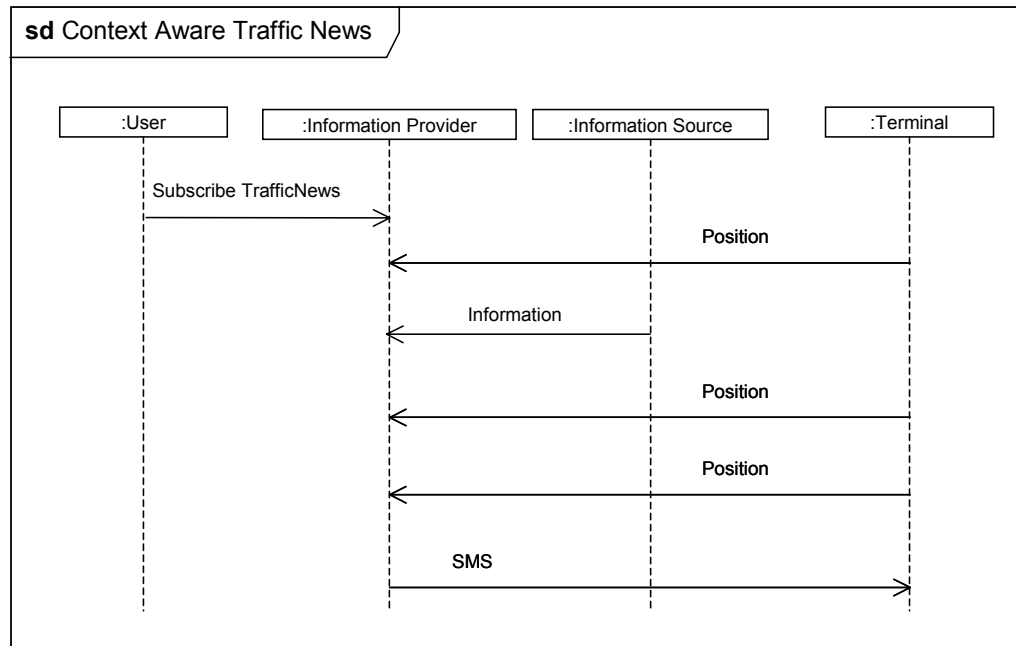 sd Context Aware Traffic News
:User
:Information Provider
:Information Source
:Terminal
Subscribe TrafficNews
Position
Information
Position
Position
SMS